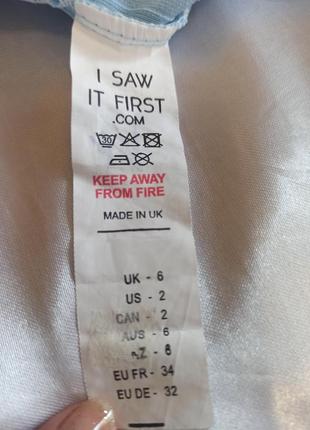 I SAW
IT FIRST
.COM
30
KEEP AWAY
FROM FIRE
MADE IN UK
UK - 6
US - 2
CAN - 2
AUS - 6
NZ - 6
EU FR - 34
EU DE - 32